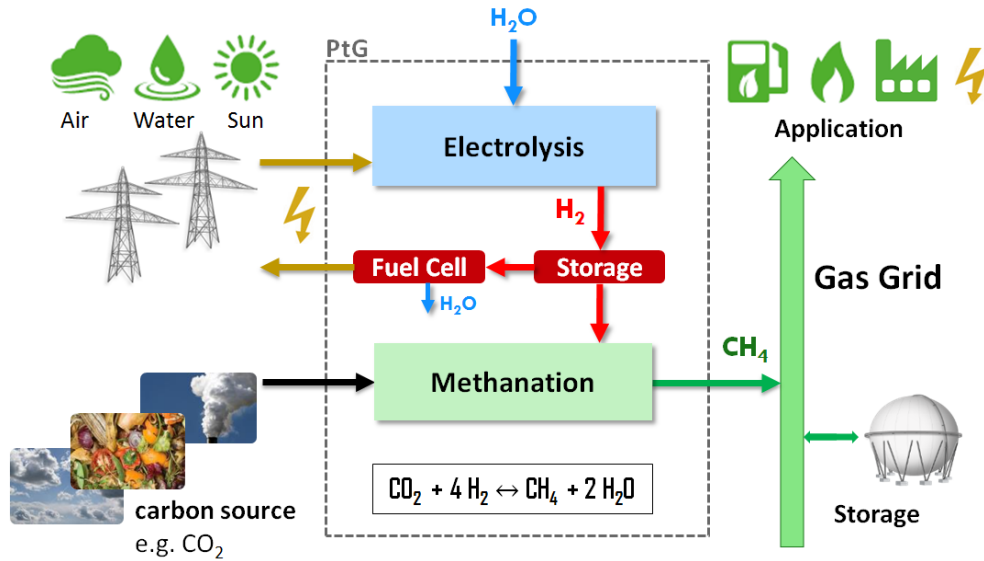 H₂O
PtG
Air
Water
Sun
Electrolysis
H₂
Fuel Cell
Storage
H₂O
Methanation
CO₂ + 4 H₂ ↔ CH₄ + 2 H₂O
carbon source
e.g. CO₂
Application
Gas Grid
CH₄
Storage